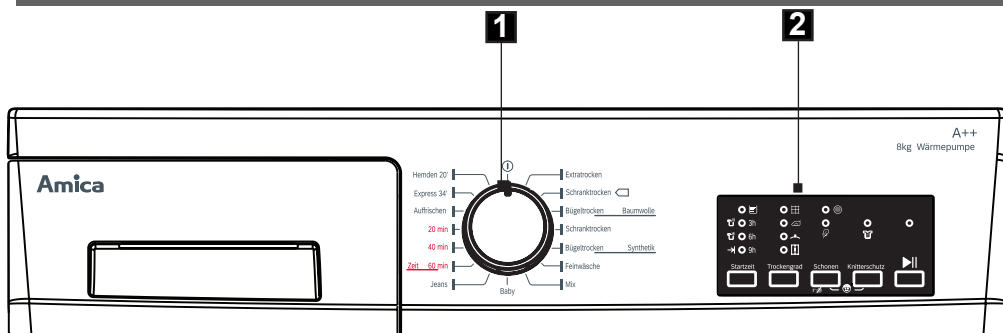 1
2
A++
8kg Wärmepumpe
Amica
Hemden 20'
Express 34'
Auffrischen
20 min
40 min
Zeit 60 min
Jeans
Baby
Extratrocken
Schranktrocken
Bügeltrocken Baumwolle
Schranktrocken
Bügeltrocken Synthetik
Feinwäsche
Mix
3h
6h
9h
Startzeit Trockengrad Schonen Knitterschutz